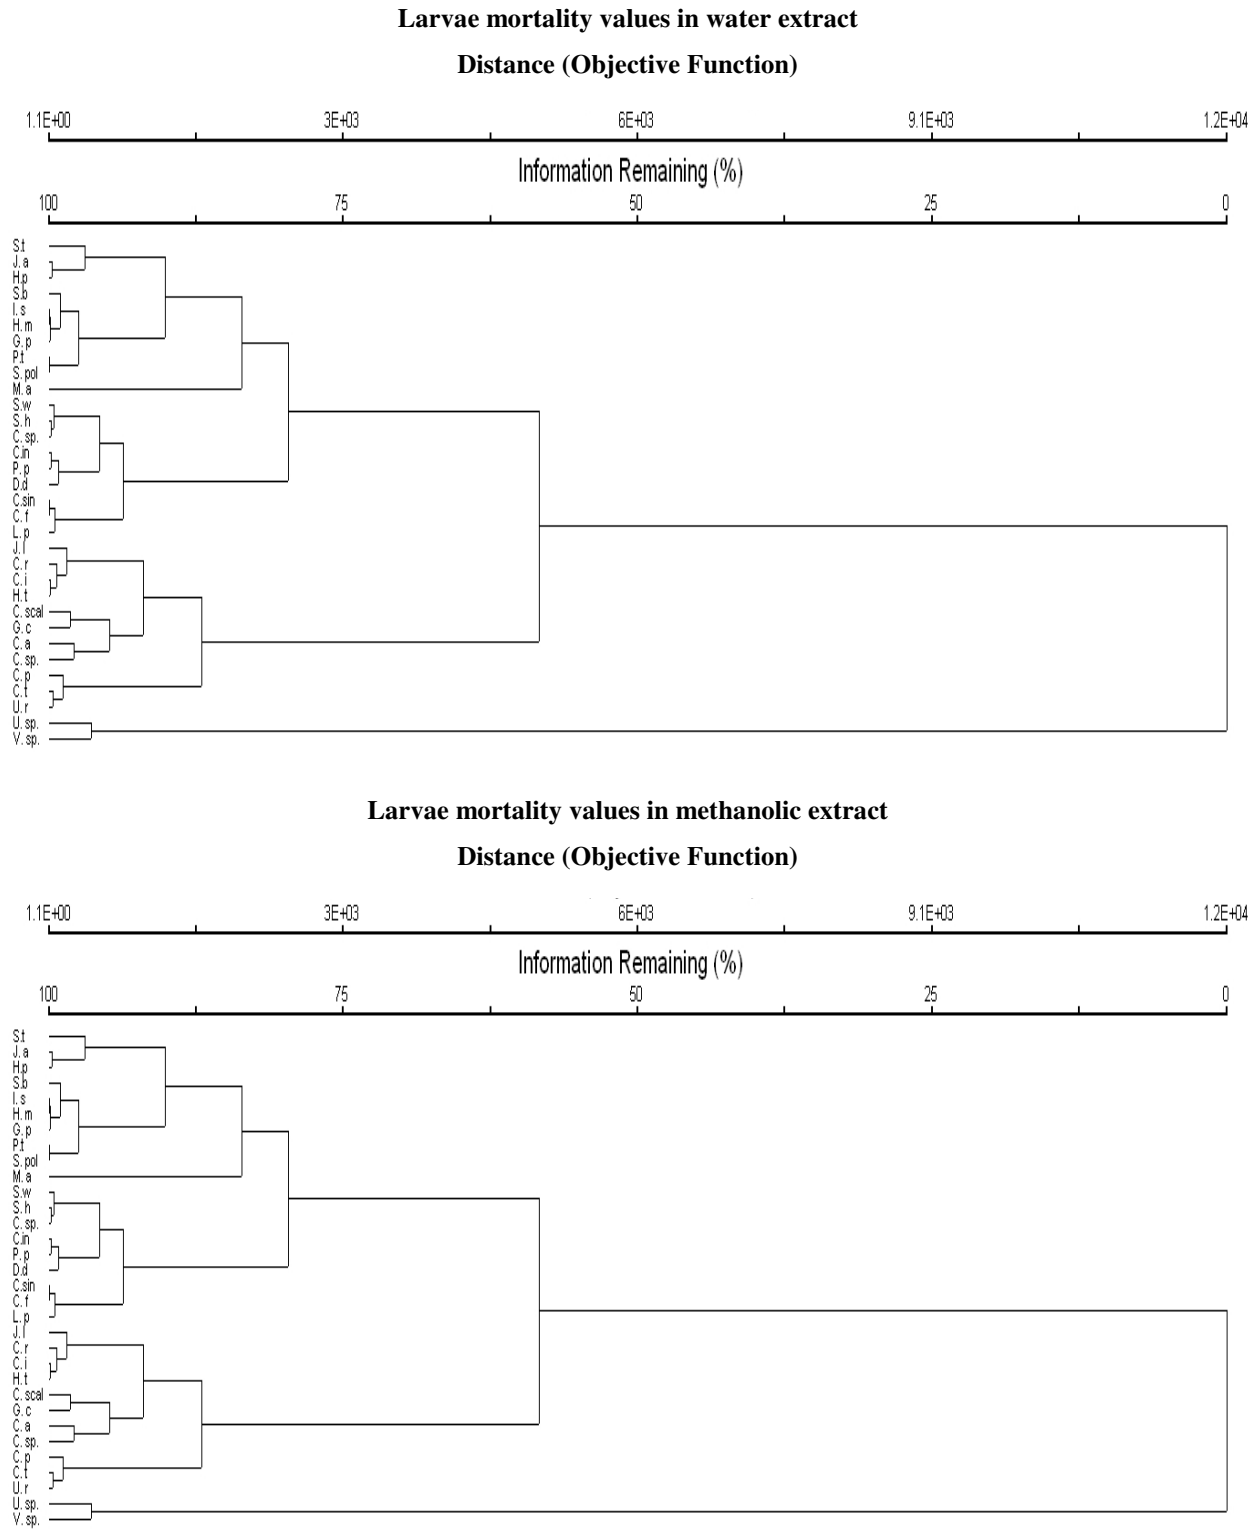 Larvae mortality values in water extract
Distance (Objective Function)
1.1E+00 3E+03 6E+03 9.1E+03 1.2E+04
Information Remaining (%)
100 75 50 25 0
S.t
J. a
H.p
S.b
I. s
H. m
G. p
P.t
S. pol
M. a
S.w
S. h
C. sp.
C.in
P. p
D.d
C.sin
C. f
L. p
J. l
C. r
C. i
H.t
C. scal
G. c
C. a
C. sp.
C. p
C. t
U. r
U. sp.
V. sp.
Larvae mortality values in methanolic extract
Distance (Objective Function)
1.1E+00 3E+03 6E+03 9.1E+03 1.2E+04
Information Remaining (%)
100 75 50 25 0
S.t
J. a
H.p
S.b
I. s
H. m
G. p
P.t
S. pol
M. a
S.w
S. h
C. sp.
C.in
P. p
D.d
C.sin
C. f
L. p
J. l
C. r
C. i
H.t
C. scal
G. c
C. a
C. sp.
C. p
C. t
U. r
U. sp.
V. sp.